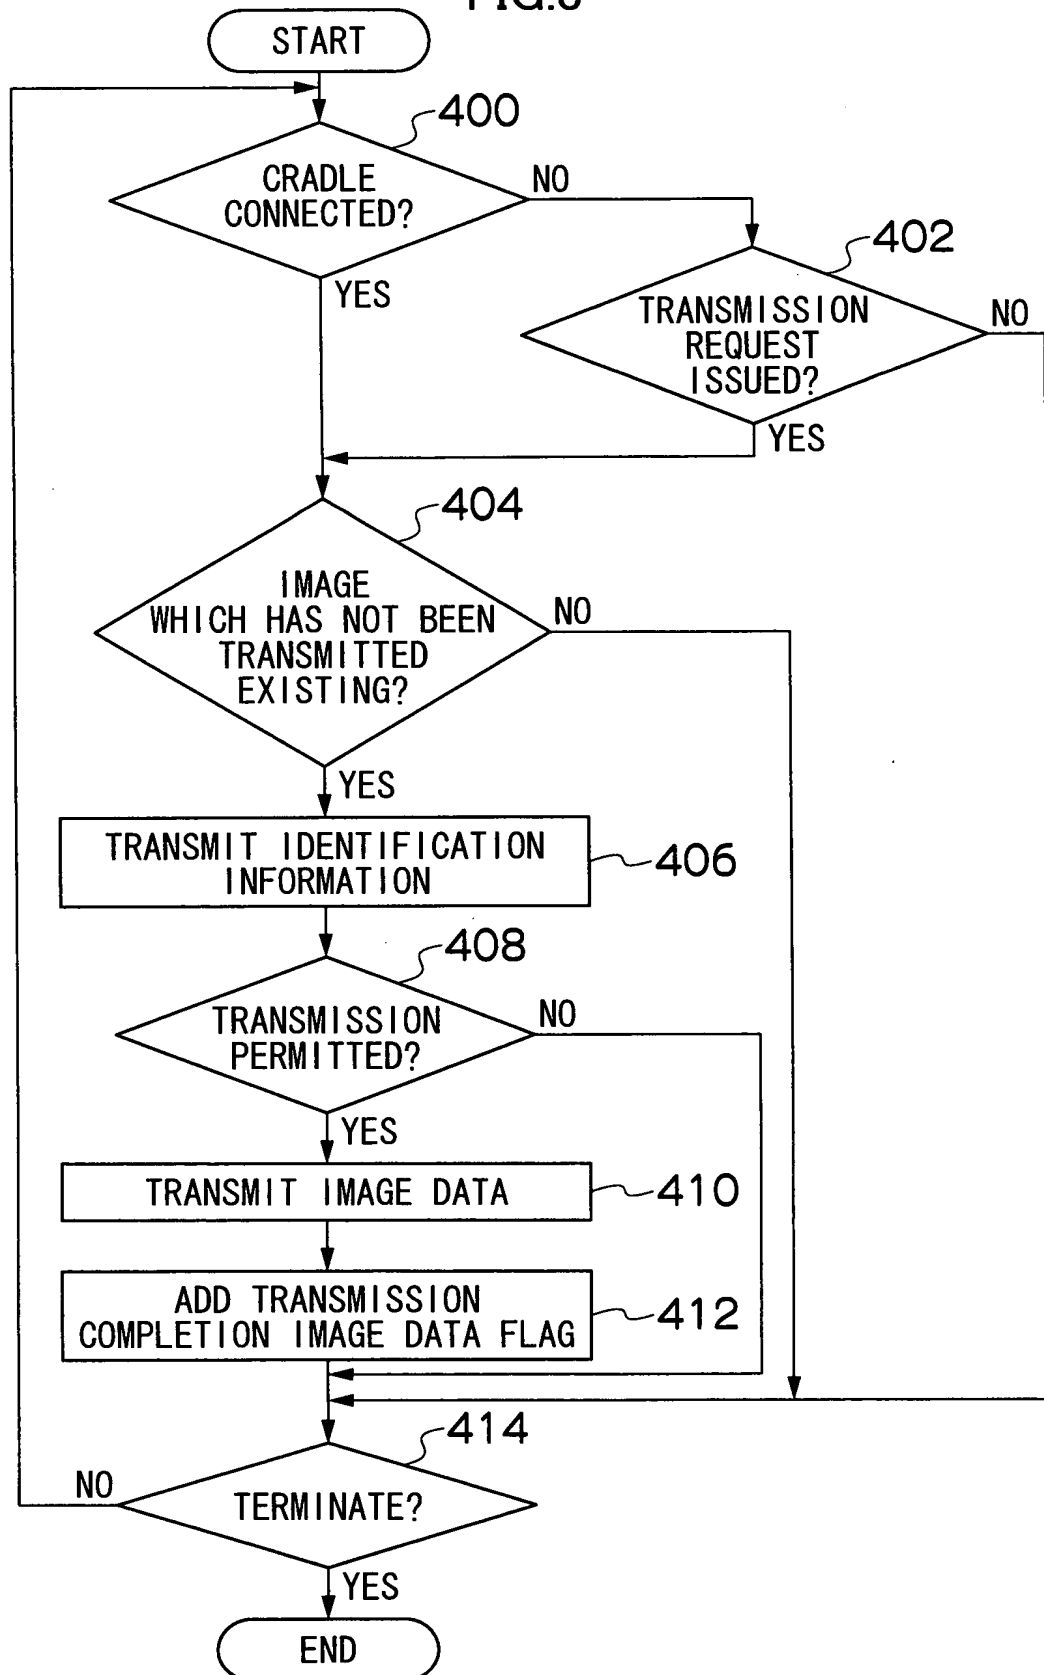 START
400
CRADLE
CONNECTED?
NO
YES
402
TRANSMISSION
REQUEST
ISSUED?
NO
YES
404
IMAGE
WHICH HAS NOT BEEN
TRANSMITTED
EXISTING?
NO
YES
TRANSMIT IDENTIFICATION
INFORMATION
406
408
TRANSMISSION
PERMITTED?
NO
YES
TRANSMIT IMAGE DATA
410
ADD TRANSMISSION
COMPLETION IMAGE DATA FLAG
412
414
TERMINATE?
NO
YES
END